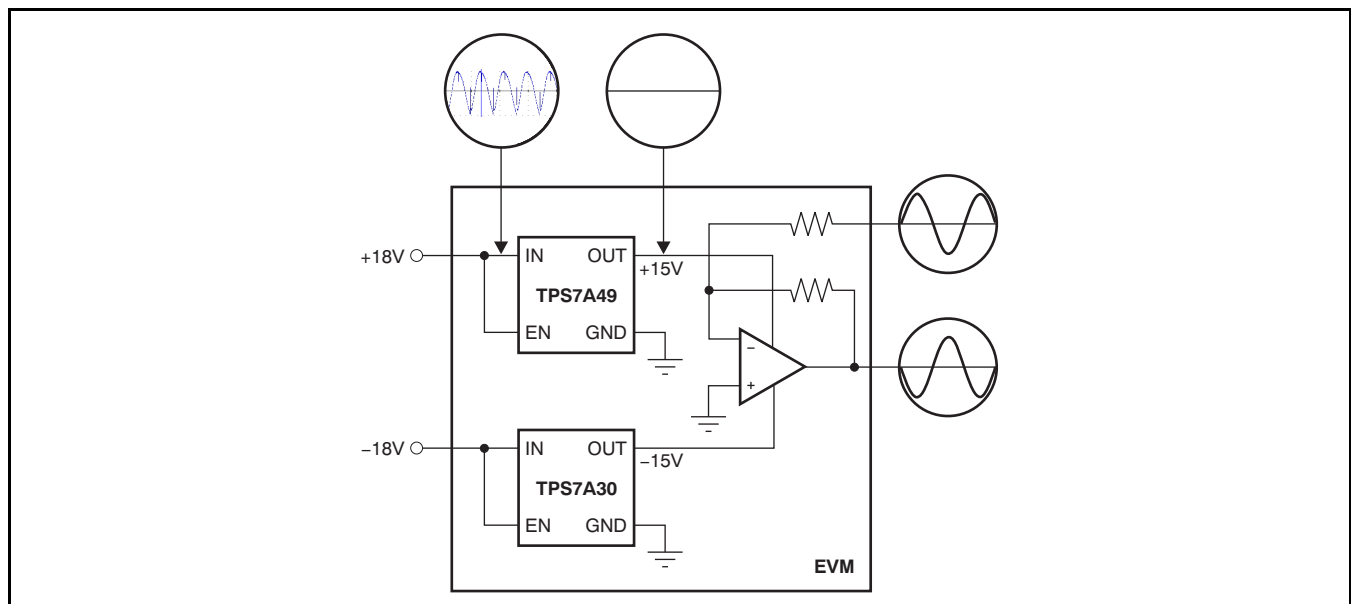 +18V
IN
OUT
+15V
TPS7A49
EN
GND
−
+
−18V
IN
OUT
−15V
TPS7A30
EN
GND
EVM